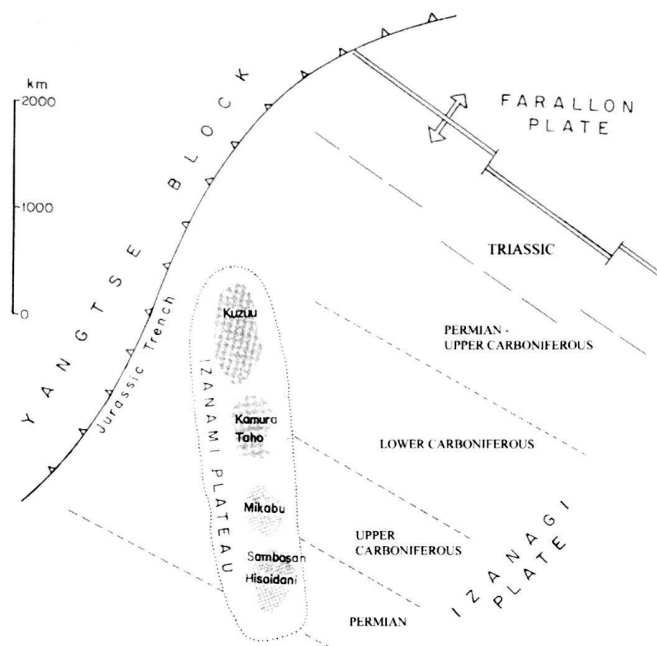 km
2000
1000
0
YANGTSE BLOCK
Jurassic Trench
FARALLON
PLATE
TRIASSIC
PERMIAN -
UPPER CARBONIFEROUS
LOWER CARBONIFEROUS
UPPER
CARBONIFEROUS
PERMIAN
IZANAGI
PLATE
IZANAMI PLATEAU
Kuzuu
Kamura
Taho
Mikabu
Sambosan
Hisoidani